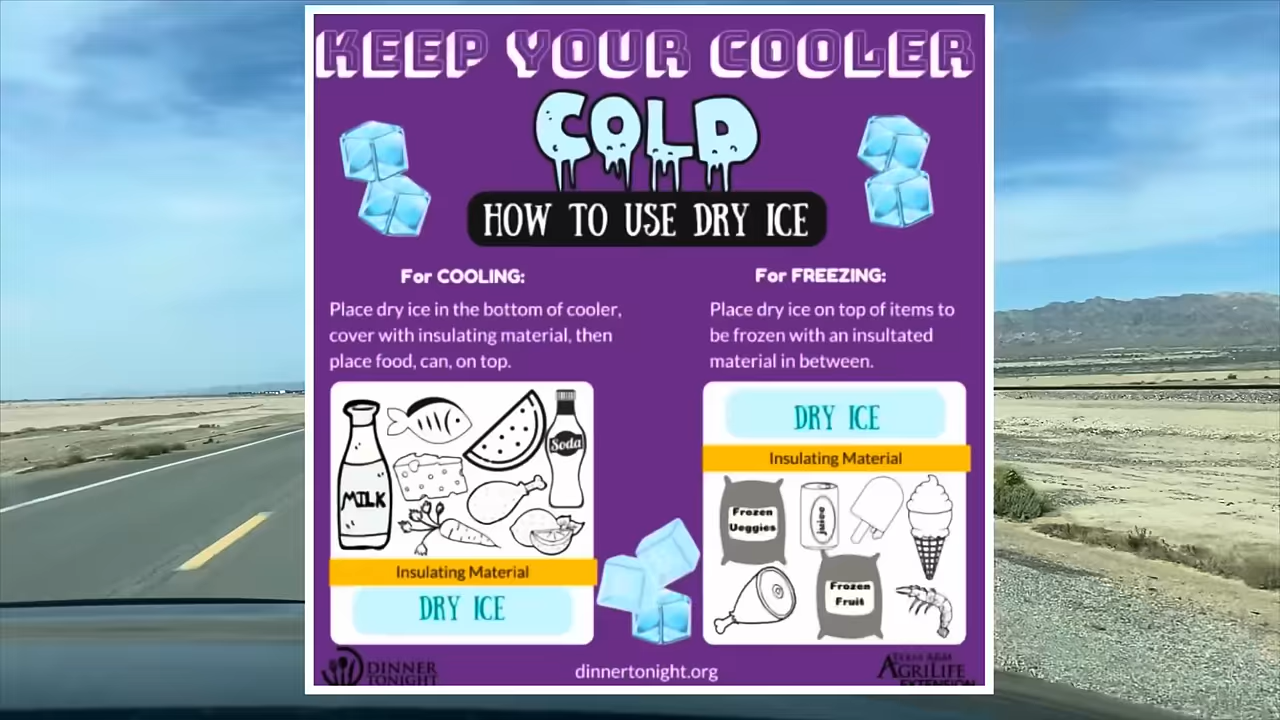 KEEP YOUR COOLER
COLD
HOW TO USE DRY ICE
For COOLING:
Place dry ice in the bottom of cooler,
cover with insulating material, then
place food, can, on top.
For FREEZING:
Place dry ice on top of items to
be frozen with an insultated
material in between.
MILK
Soda
Insulating Material
DRY ICE
DRY ICE
Insulating Material
Frozen
Veggies
juice
Frozen
Fruit
DINNER
TONIGHT
dinnertonight.org
TEXAS A&M
AGRILIFE
EXTENSION